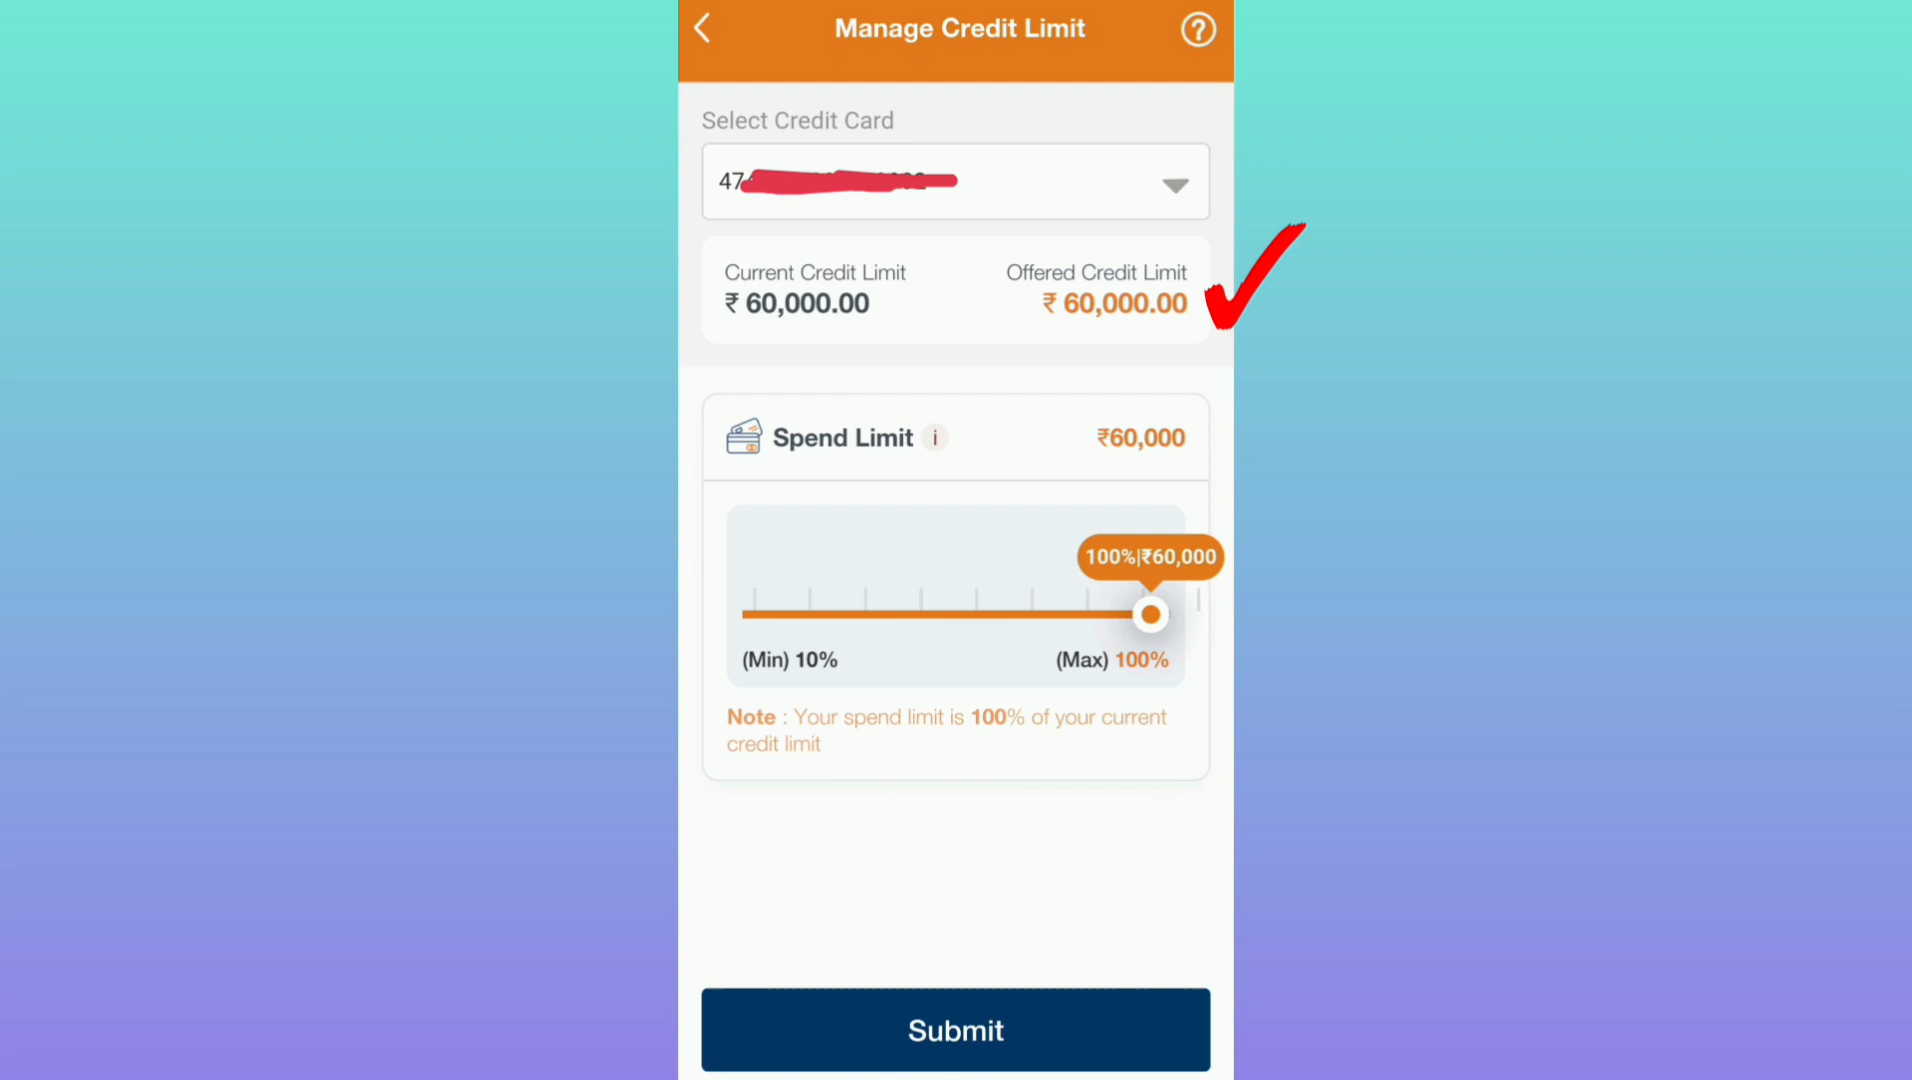 Manage Credit Limit
?
Select Credit Card
47
Current Credit Limit
Offered Credit Limit
₹ 60,000.00
₹ 60,000.00
Spend Limit i
₹60,000
100%|₹60,000
(Min) 10%
(Max) 100%
Note : Your spend limit is 100% of your current
credit limit
Submit